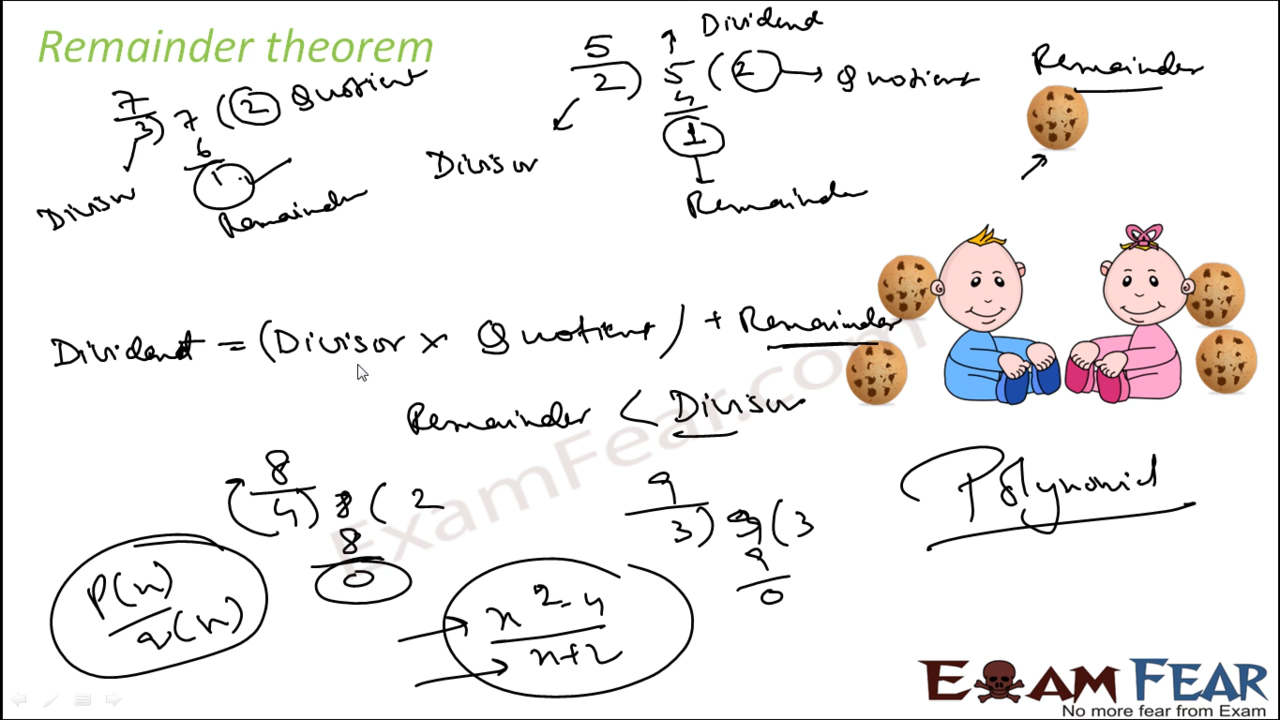 Remainder theorem
7
3) 7 (2 Quotient
6
1
Divisor
Remainder
Dividend
5
2) 5 (2 Quotient
4
1
Divisor
Remainder
Remainder
Dividend = (Divisor × Quotient) + Remainder
Remainder < Divisor
8
4) 8 ( 2
8
0
9
3) 9 (3
9
0
Polynomial
P(x)
q(x)
x² - 4
x+2
ExamFear.com
EXAM FEAR
No more fear from Exam